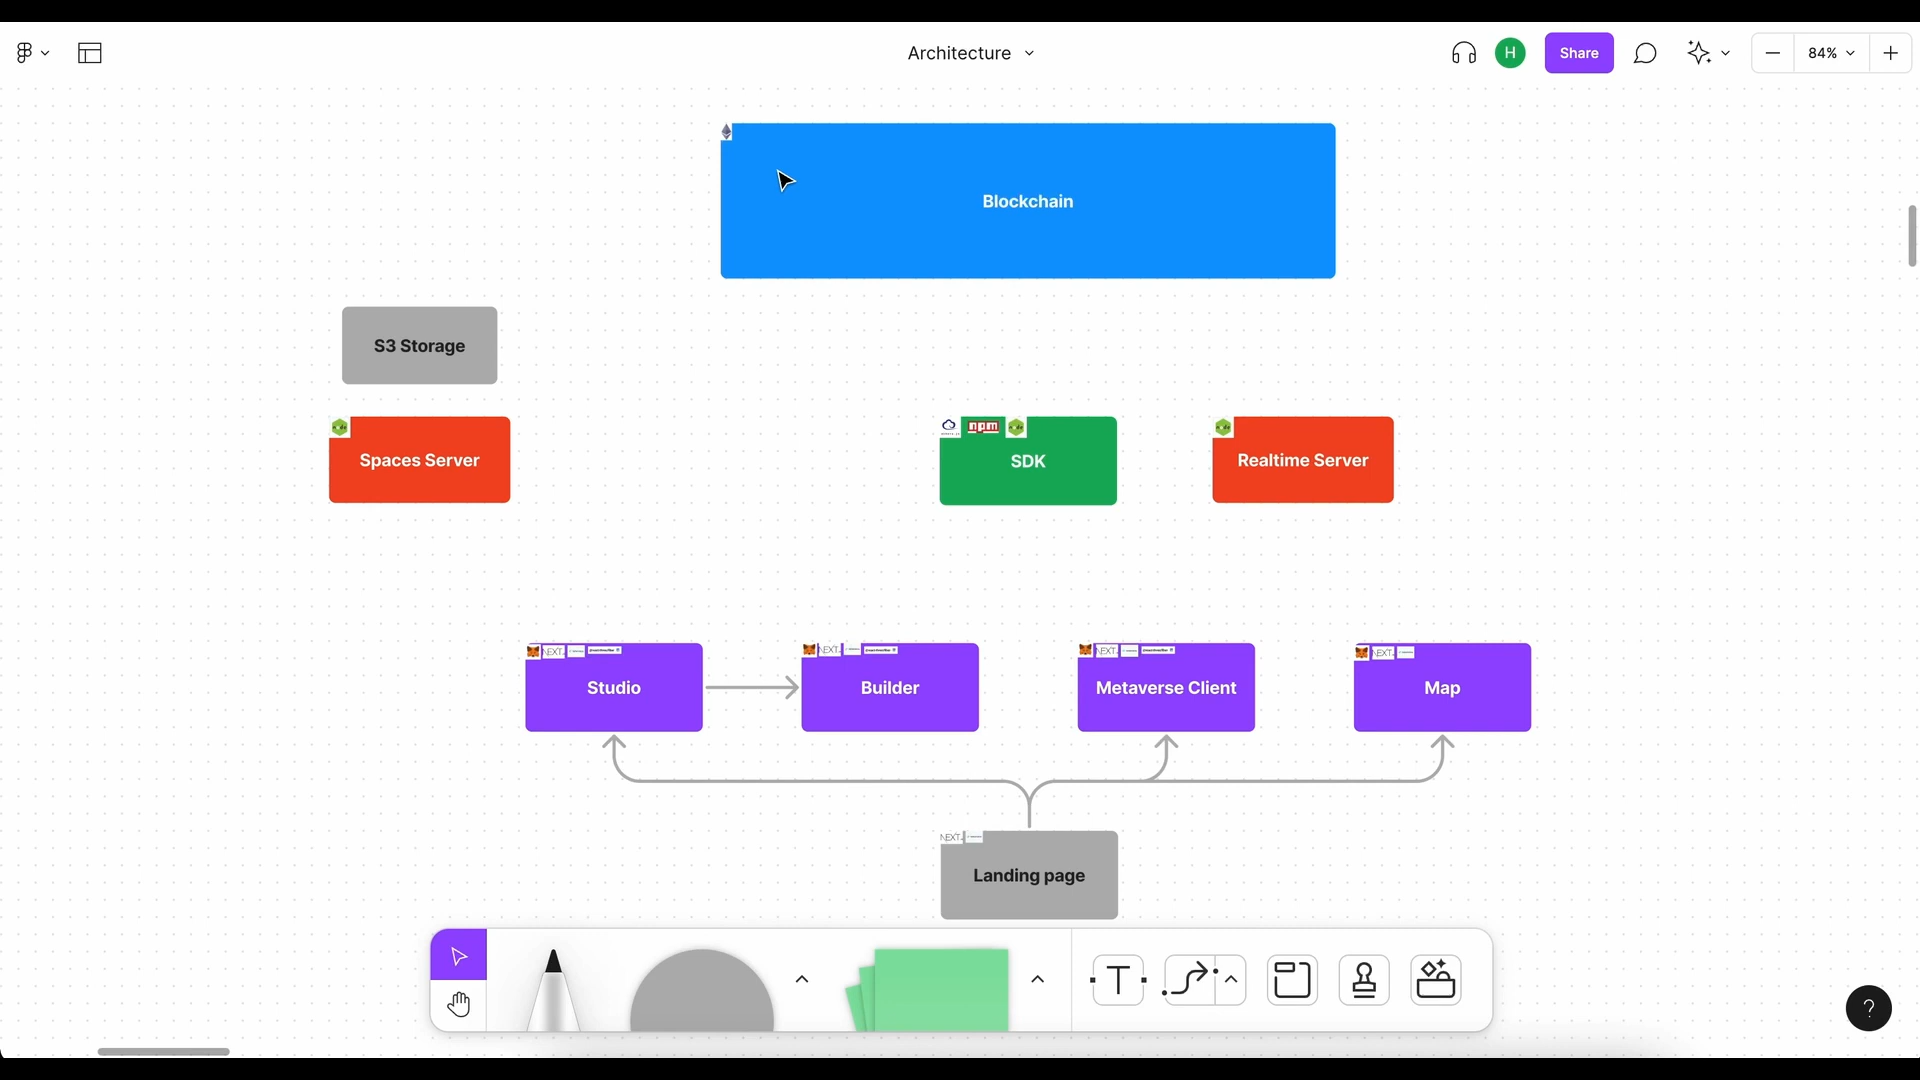 Architecture
H
Share
84%
Blockchain
S3 Storage
Spaces Server
npm
SDK
Realtime Server
NEXT
Studio
NEXT
Builder
NEXT
Metaverse Client
NEXT
Map
NEXT
Landing page
T
?